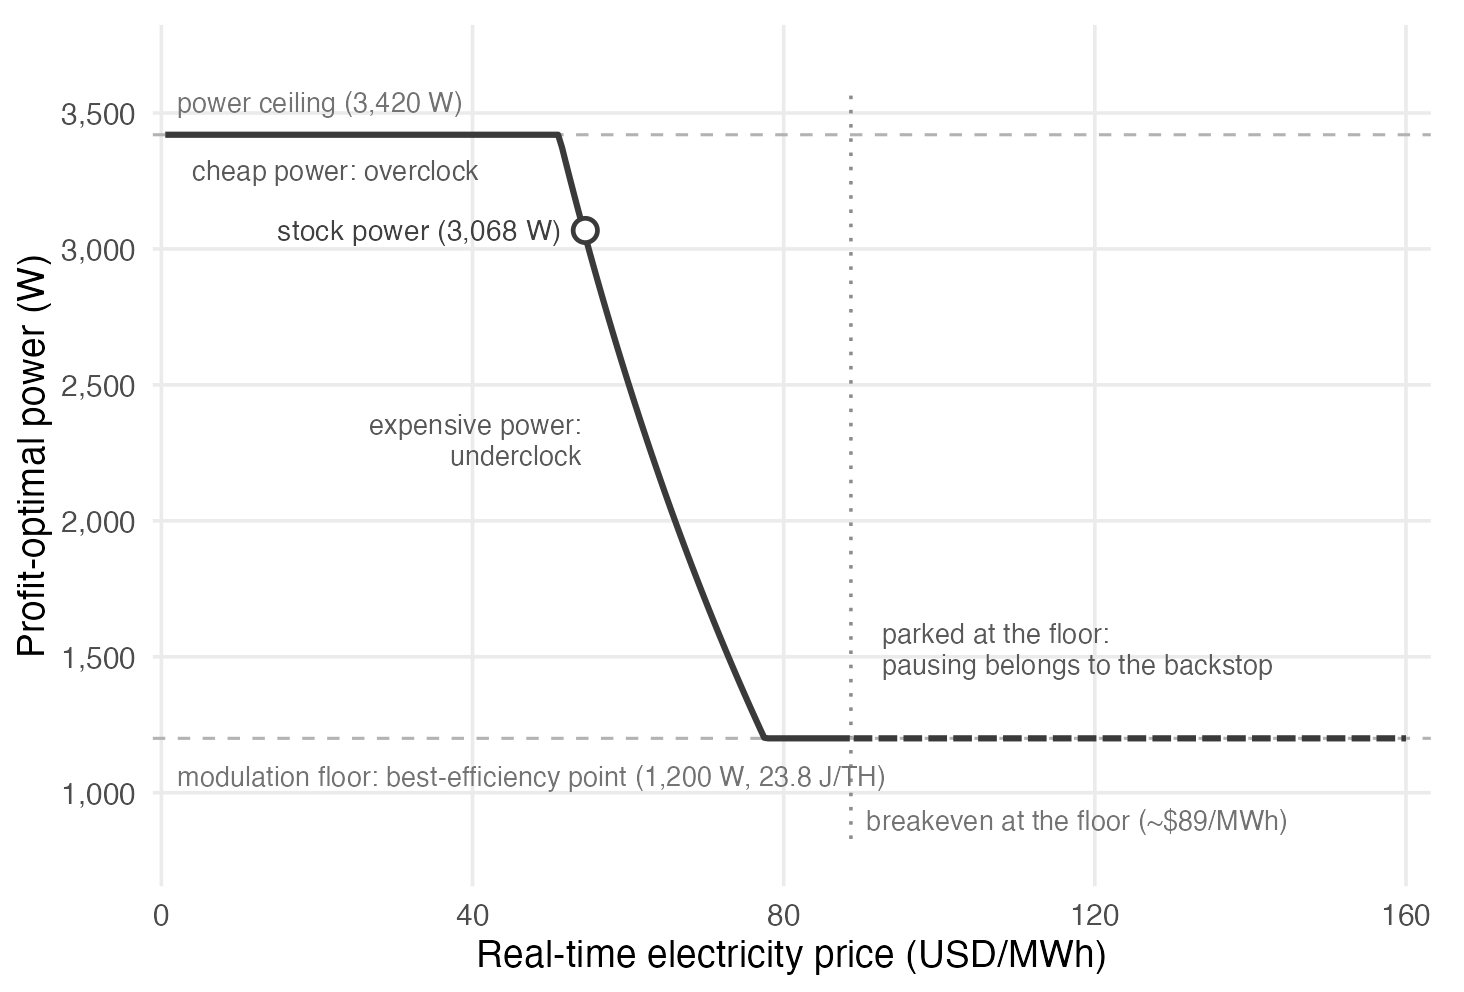 power ceiling (3,420 W)
3,500
cheap power: overclock
stock power (3,068 W)
3,000
Profit-optimal power (W)
2,500
expensive power:
underclock
2,000
parked at the floor:
1,500
pausing belongs to the backstop
modulation floor: best-efficiency point (1,200 W, 23.8 J/TH)
1,000
breakeven at the floor (~$89/MWh)
0 40 80 120 160
Real-time electricity price (USD/MWh)